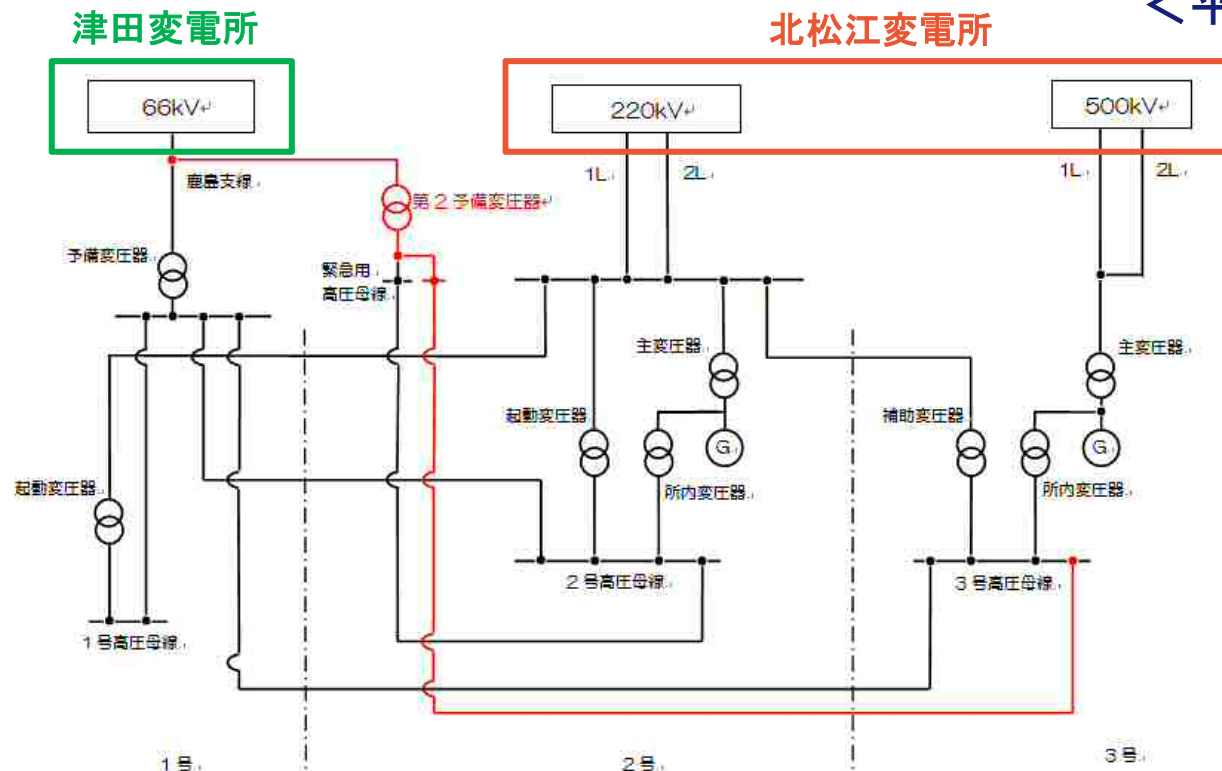 津田変電所
北松江変電所
66kV
220kV
500kV
1L
2L
1L
2L
鹿島支線
第2予備変圧器
予備変圧器
緊急用
高圧母線
主変圧器
主変圧器
起動変圧器
補助変圧器
G
G
起動変圧器
所内変圧器
所内変圧器
2号高圧母線
3号高圧母線
1号高圧母線
1号
2号
3号